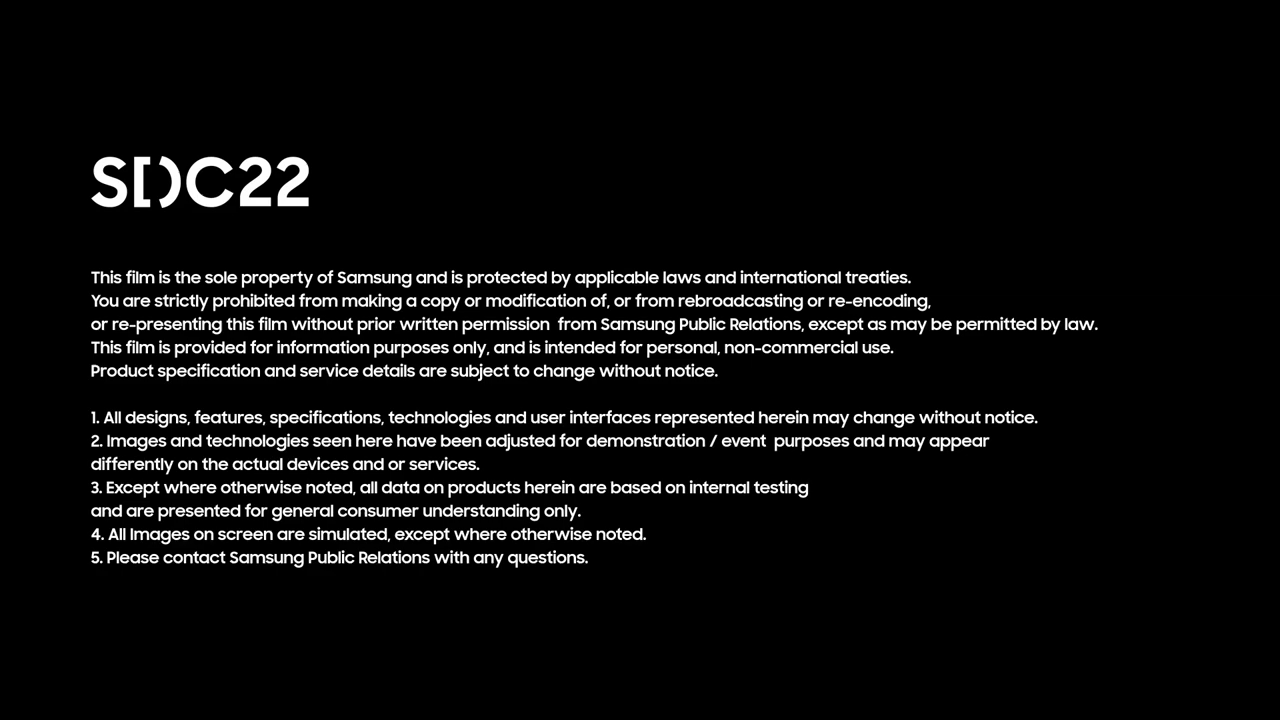 SDC22
This film is the sole property of Samsung and is protected by applicable laws and international treaties.
You are strictly prohibited from making a copy or modification of, or from rebroadcasting or re-encoding,
or re-presenting this film without prior written permission  from Samsung Public Relations, except as may be permitted by law.
This film is provided for information purposes only, and is intended for personal, non-commercial use.
Product specification and service details are subject to change without notice.
1. All designs, features, specifications, technologies and user interfaces represented herein may change without notice.
2. Images and technologies seen here have been adjusted for demonstration / event  purposes and may appear
differently on the actual devices and or services.
3. Except where otherwise noted, all data on products herein are based on internal testing
and are presented for general consumer understanding only.
4. All Images on screen are simulated, except where otherwise noted.
5. Please contact Samsung Public Relations with any questions.